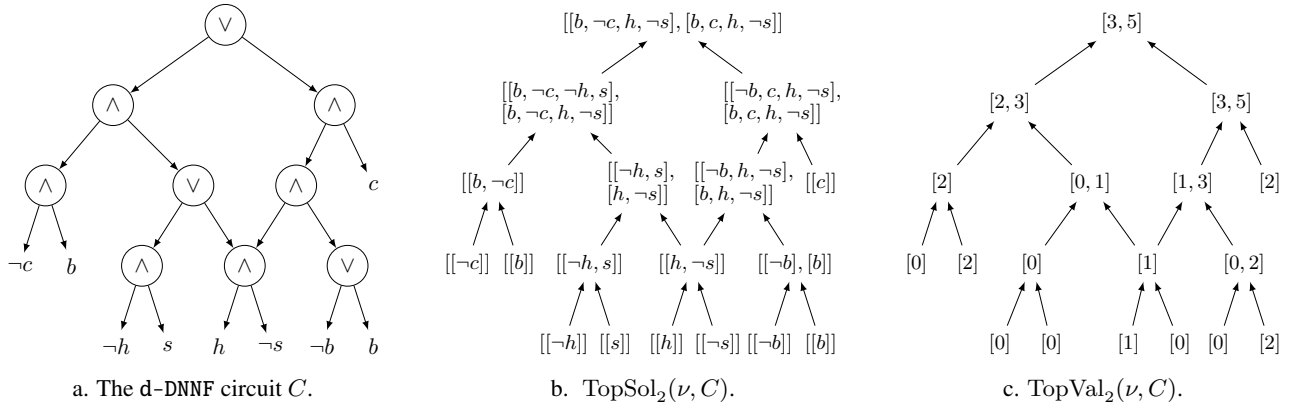 ∨
∧
∧
∧
∨
∧
c
¬c
b
∧
∧
∨
¬h
s
h
¬s
¬b
b
a. The d-DNNF circuit C.
[[b, ¬c, h, ¬s], [b, c, h, ¬s]]
[[b, ¬c, ¬h, s],
[b, ¬c, h, ¬s]]
[[¬b, c, h, ¬s],
[b, c, h, ¬s]]
[[b, ¬c]]
[[¬h, s],
[h, ¬s]]
[[¬b, h, ¬s],
[b, h, ¬s]]
[[c]]
[[¬c]]
[[b]]
[[¬h, s]]
[[h, ¬s]]
[[¬b], [b]]
[[¬h]]
[[s]]
[[h]]
[[¬s]]
[[¬b]]
[[b]]
b. TopSol₂(ν, C).
[3, 5]
[2, 3]
[3, 5]
[2]
[0, 1]
[1, 3]
[2]
[0]
[2]
[0]
[1]
[0, 2]
[0]
[0]
[1]
[0]
[0]
[2]
c. TopVal₂(ν, C).